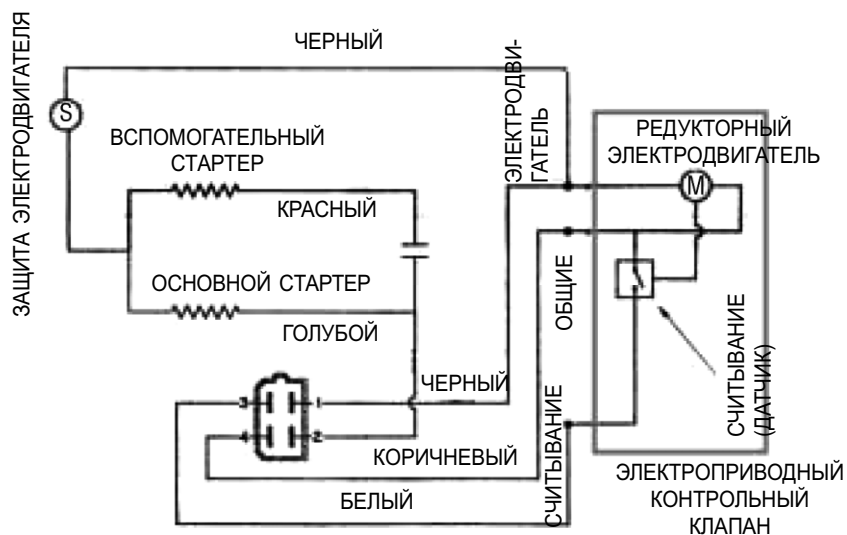 ЧЕРНЫЙ
ЗАЩИТА ЭЛЕКТРОДВИГАТЕЛЯ
S
ВСПОМОГАТЕЛЬНЫЙ
СТАРТЕР
КРАСНЫЙ
ОСНОВНОЙ СТАРТЕР
ГОЛУБОЙ
ЭЛЕКТРОДВИ-
ГАТЕЛЬ
РЕДУКТОРНЫЙ
ЭЛЕКТРОДВИГАТЕЛЬ
M
ОБЩИЕ
СЧИТЫВАНИЕ
(ДАТЧИК)
ЧЕРНЫЙ
3
1
4
2
КОРИЧНЕВЫЙ
БЕЛЫЙ
СЧИТЫВАНИЕ
ЭЛЕКТРОПРИВОДНЫЙ
КОНТРОЛЬНЫЙ
КЛАПАН